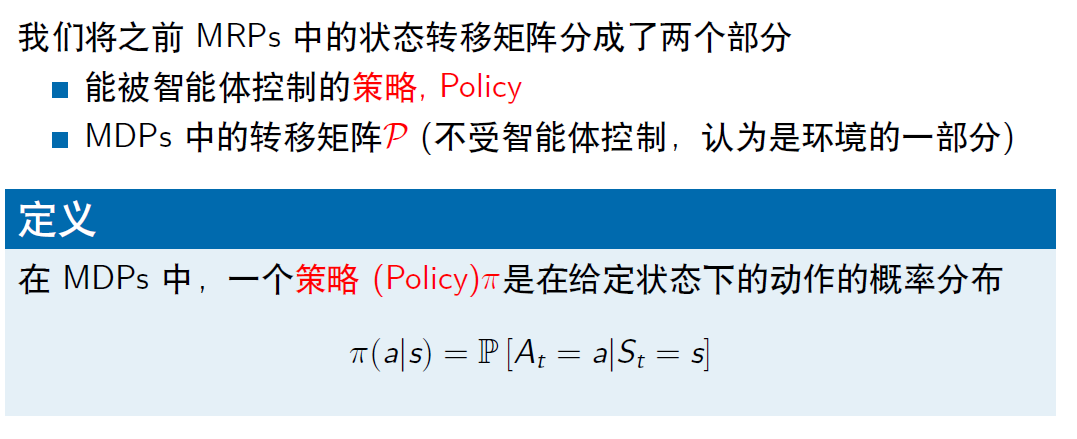 我们将之前 MRPs 中的状态转移矩阵分成了两个部分
能被智能体控制的策略, Policy
MDPs 中的转移矩阵𝒫 (不受智能体控制，认为是环境的一部分)
定义
在 MDPs 中，一个策略 (Policy)π是在给定状态下的动作的概率分布
π(a|s) = ℙ [Aₜ = a|Sₜ = s]